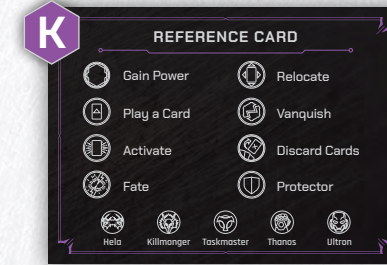 K
REFERENCE CARD
Gain Power
Relocate
Play a Card
Vanquish
Activate
Discard Cards
Fate
Protector
Hela Killmonger Taskmaster Thanos Ultron